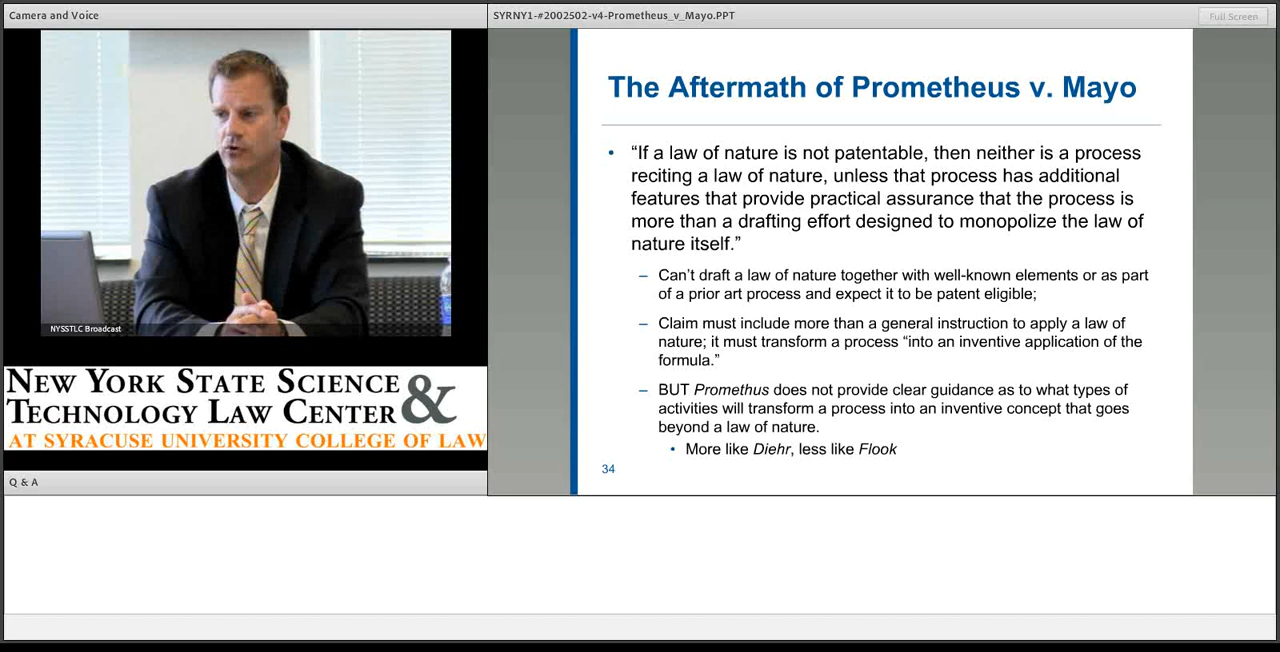 Camera and Voice
NYSSTLC Broadcast
NEW YORK STATE SCIENCE &
TECHNOLOGY LAW CENTER
AT SYRACUSE UNIVERSITY COLLEGE OF LAW
Q & A
SYRNY1-#2002502-v4-Prometheus_v_Mayo.PPT
Full Screen
The Aftermath of Prometheus v. Mayo
• “If a law of nature is not patentable, then neither is a process
reciting a law of nature, unless that process has additional
features that provide practical assurance that the process is
more than a drafting effort designed to monopolize the law of
nature itself.”
– Can’t draft a law of nature together with well-known elements or as part
of a prior art process and expect it to be patent eligible;
– Claim must include more than a general instruction to apply a law of
nature; it must transform a process “into an inventive application of the
formula.”
– BUT Promethus does not provide clear guidance as to what types of
activities will transform a process into an inventive concept that goes
beyond a law of nature.
• More like Diehr, less like Flook
34